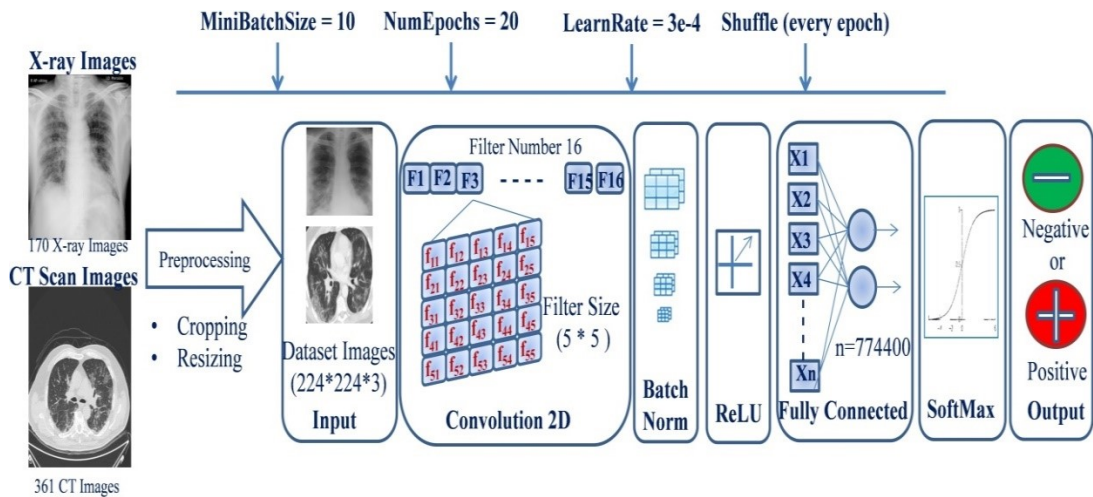 MiniBatchSize = 10
NumEpochs = 20
LearnRate = 3e-4
Shuffle (every epoch)
X-ray Images
170 X-ray Images
CT Scan Images
361 CT Images
Preprocessing
• Cropping
• Resizing
Dataset Images
(224*224*3)
Input
Filter Number 16
F1 F2 F3 - - - - F15 F16
f11 f12 f13 f14 f15
f21 f22 f23 f24 f25
f31 f32 f33 f34 f35
f41 f42 f43 f44 f45
f51 f52 f53 f54 f55
Filter Size
(5 * 5 )
Convolution 2D
Batch
Norm
ReLU
X1
X2
X3
X4
Xn
n=774400
Fully Connected
SoftMax
Negative
or
Positive
Output